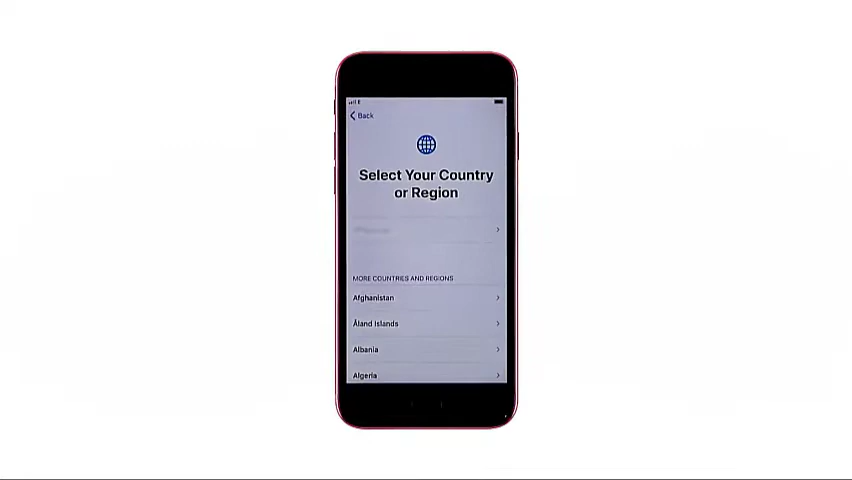 Back
Select Your Country
or Region
MORE COUNTRIES AND REGIONS
Afghanistan
Åland Islands
Albania
Algeria